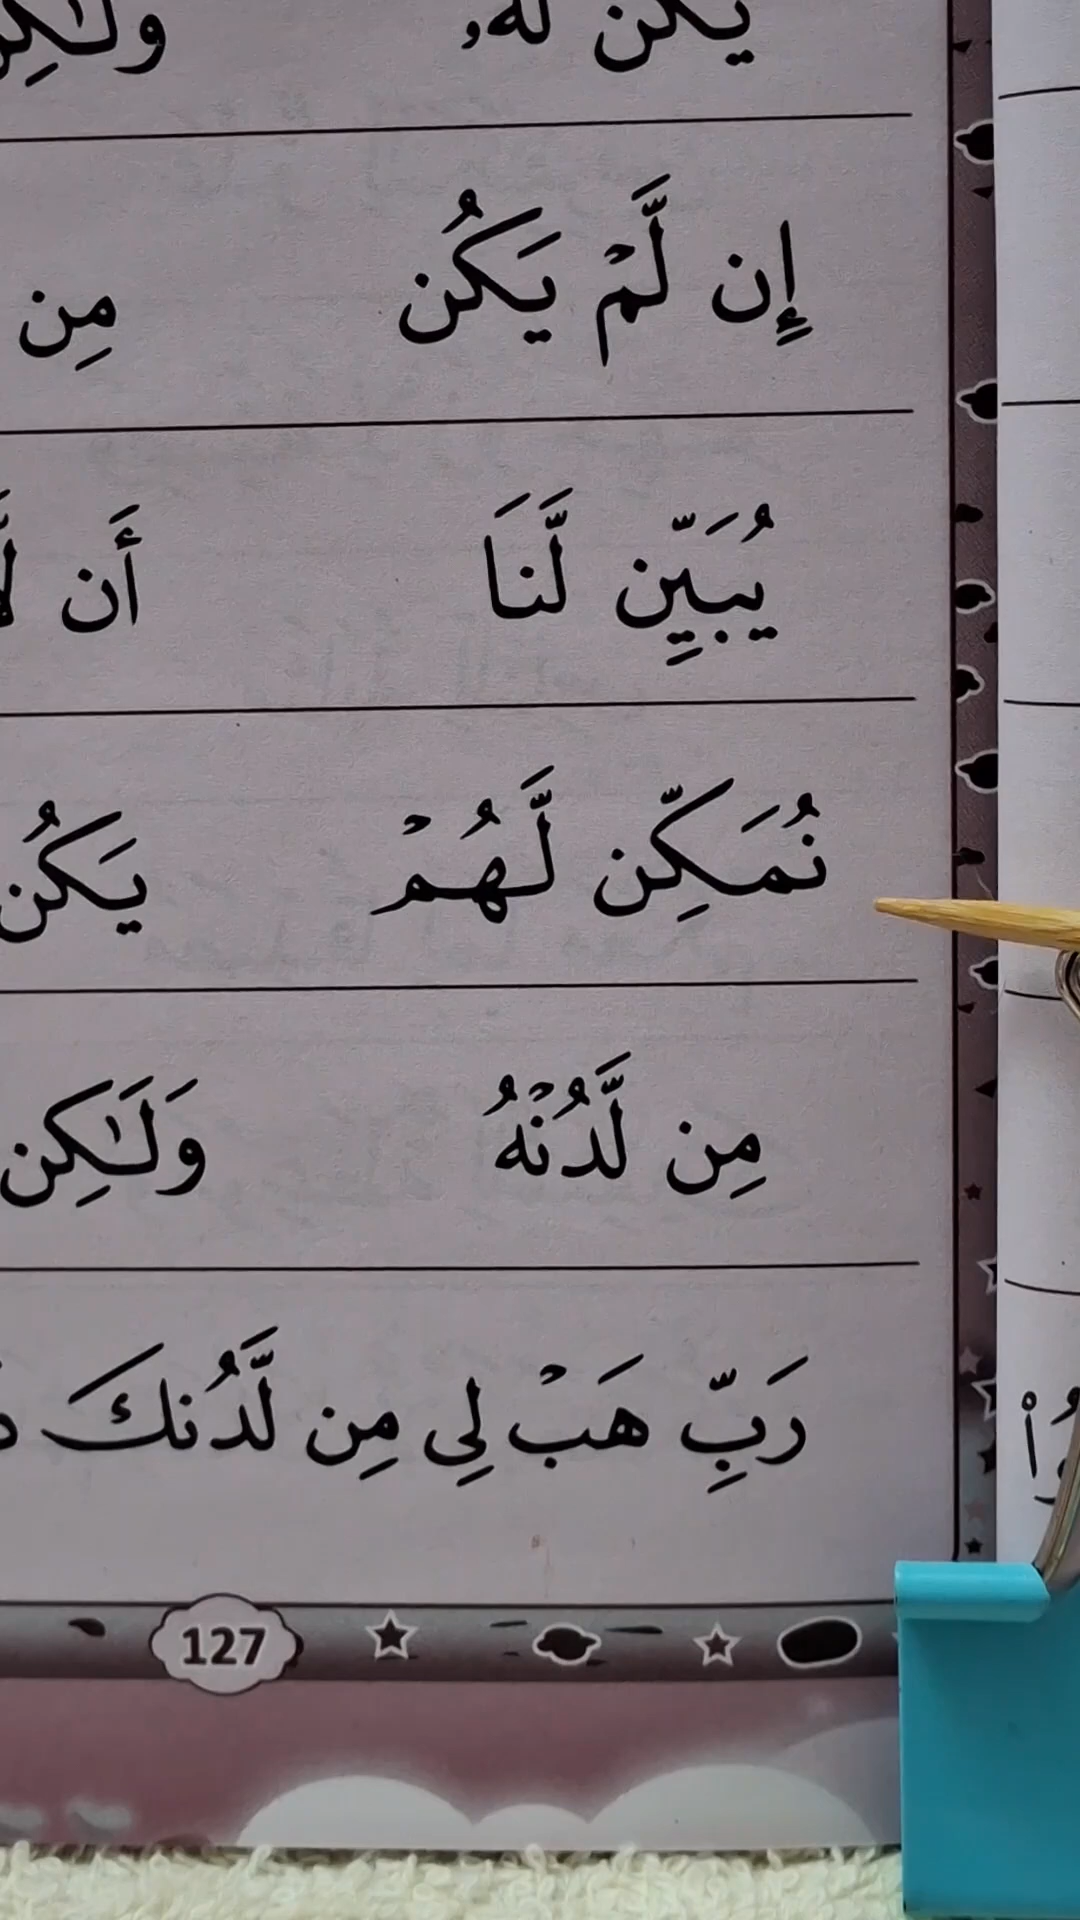 يَكُن لَّهُۥ وَلَـٰكِن
إِن لَّمْ يَكُن مِن
يُبَيِّن لَّنَا أَن
نُمَكِّن لَّهُمْ يَكُن
مِن لَّدُنْهُ وَلَـٰكِن
رَبِّ هَبْ لِى مِن لَّدُنكَ
127